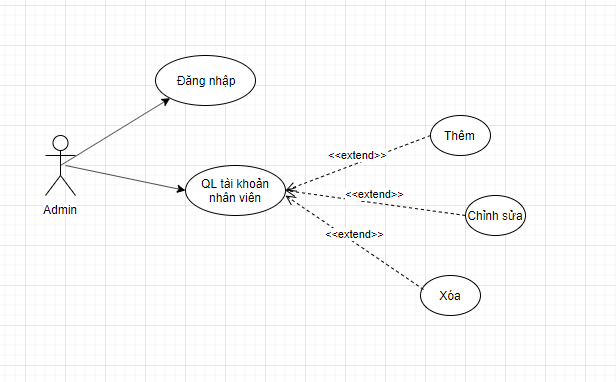 Đăng nhập
Thêm
<<extend>>
Admin
QL tài khoản
nhân viên
<<extend>>
Chỉnh sửa
<<extend>>
Xóa